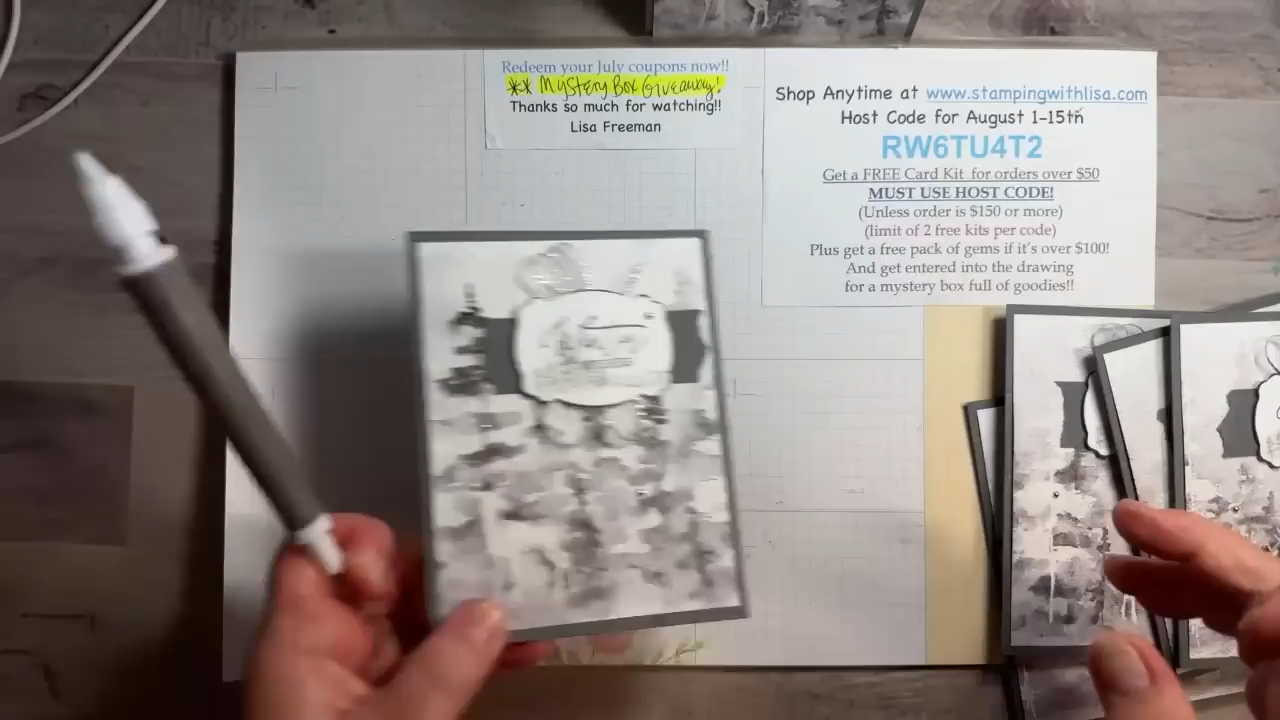 Redeem your July coupons now!!
** Mystery Box Giveaway!
Thanks so much for watching!!
Lisa Freeman
Shop Anytime at www.stampingwithlisa.com
Host Code for August 1-15th
RW6TU4T2
Get a FREE Card Kit for orders over $50
MUST USE HOST CODE!
(Unless order is $150 or more)
(limit of 2 free kits per code)
Plus get a free pack of gems if it's over $100!
And get entered into the drawing
for a mystery box full of goodies!!